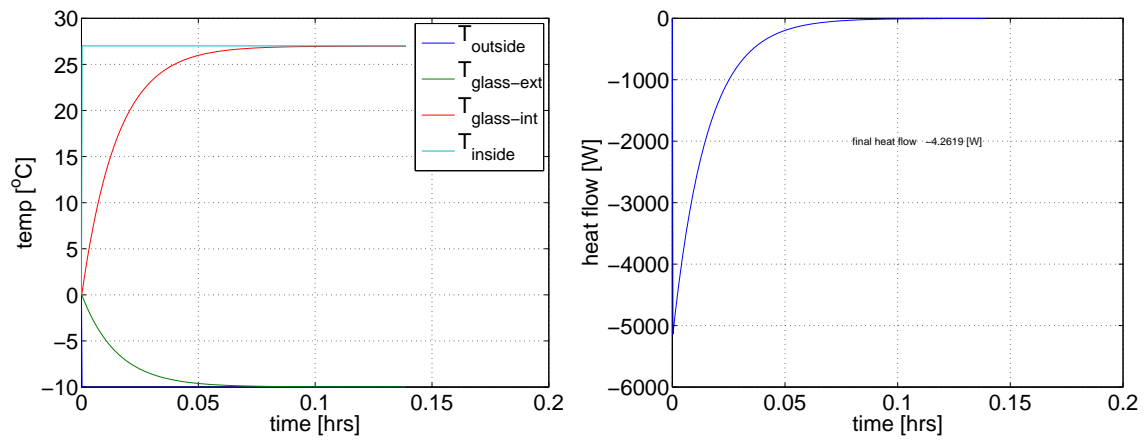 30
25
20
15
10
5
0
−5
−10
0
0.05
0.1
0.15
0.2
time [hrs]
temp [°C]
T_outside
T_glass−ext
T_glass−int
T_inside
0
−1000
−2000
−3000
−4000
−5000
−6000
0
0.05
0.1
0.15
0.2
time [hrs]
heat flow [W]
final heat flow −4.2619 [W]